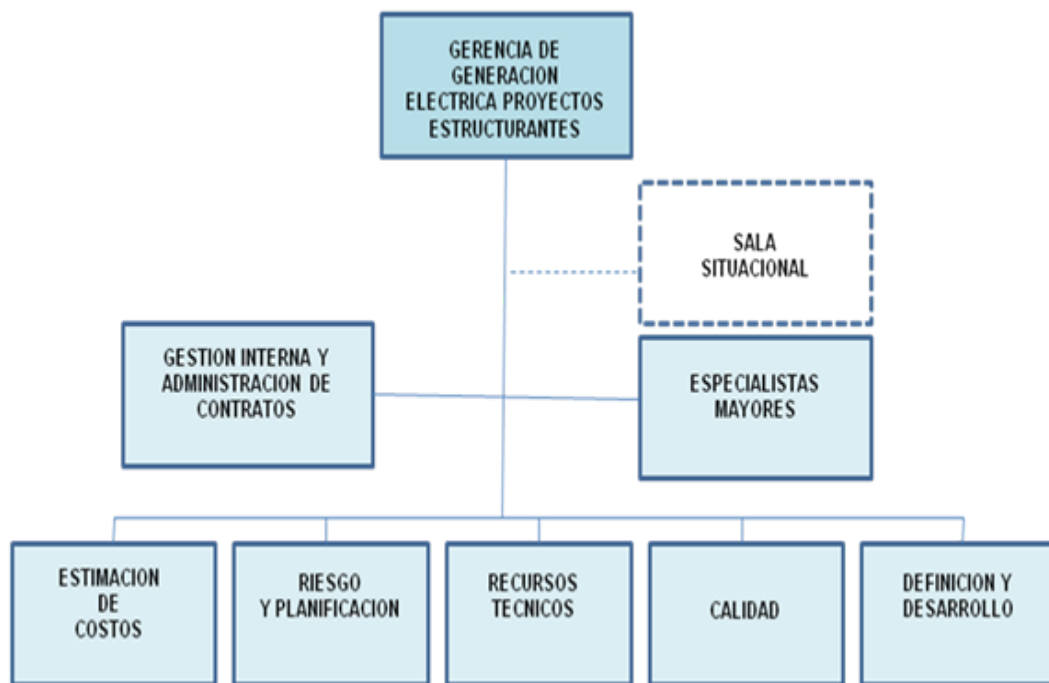 GERENCIA DE
GENERACION
ELECTRICA PROYECTOS
ESTRUCTURANTES
SALA
SITUACIONAL
GESTION INTERNA Y
ADMINISTRACION DE
CONTRATOS
ESPECIALISTAS
MAYORES
ESTIMACION
DE
COSTOS
RIESGO
Y PLANIFICACION
RECURSOS
TECNICOS
CALIDAD
DEFINICION Y
DESARROLLO